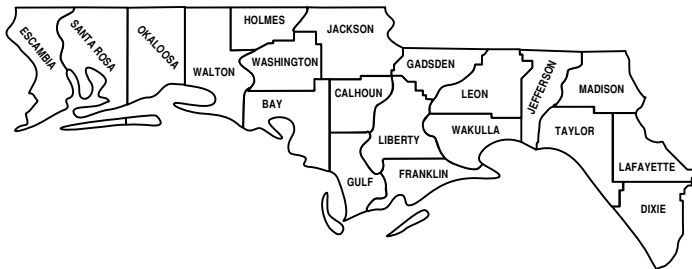 ESCAMBIA
SANTA ROSA
OKALOOSA
WALTON
HOLMES
WASHINGTON
BAY
JACKSON
CALHOUN
GULF
GADSDEN
LIBERTY
FRANKLIN
LEON
WAKULLA
JEFFERSON
MADISON
TAYLOR
LAFAYETTE
DIXIE